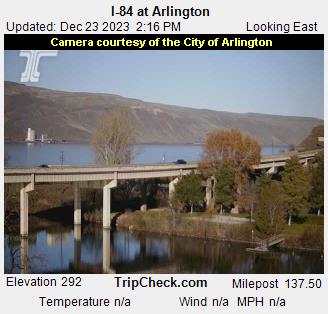 I-84 at Arlington
Updated: Dec 23 2023 2:16 PM Looking East
Camera courtesy of the City of Arlington
Elevation 292 TripCheck.com Milepost 137.50
Temperature n/a Wind n/a MPH n/a